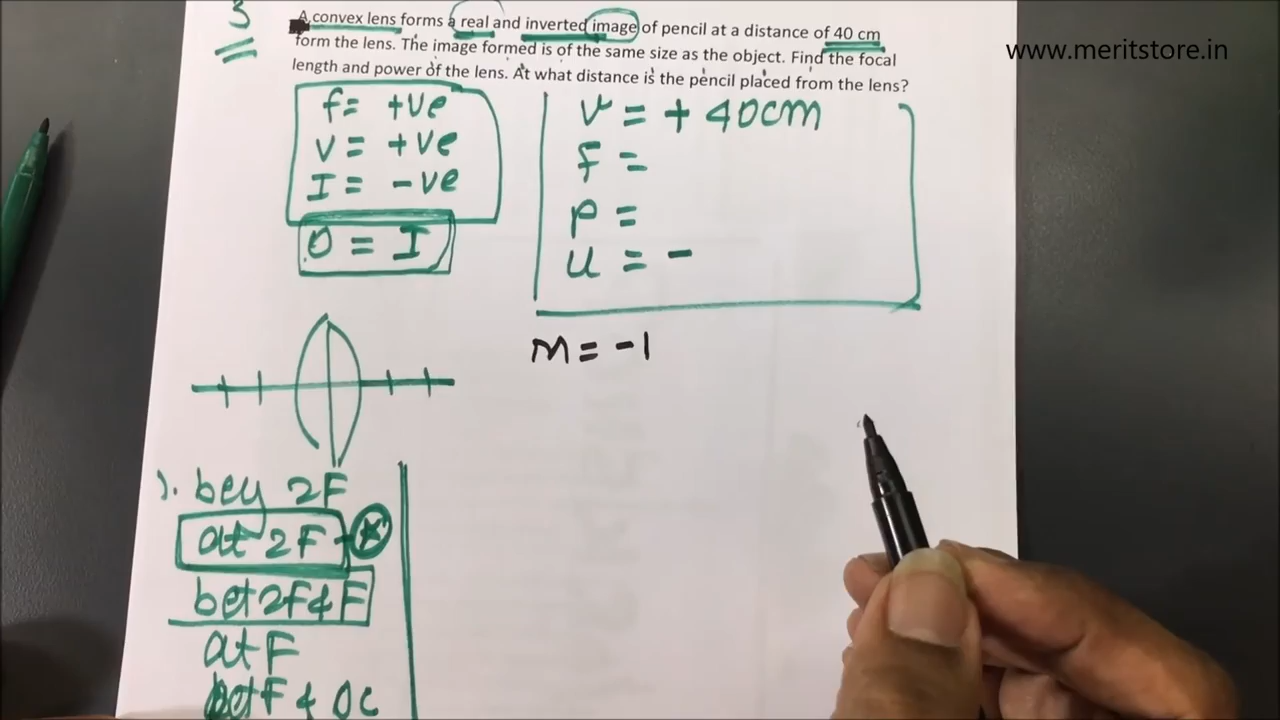 3
A convex lens forms a real and inverted image of pencil at a distance of 40 cm
form the lens. The image formed is of the same size as the object. Find the focal
length and power of the lens. At what distance is the pencil placed from the lens?
www.meritstore.in
f= +ve
v= +ve
I= -ve
O = I
v = + 40cm
f =
P =
u = -
m = -1
1. bey 2F
at 2F
bet 2F & F
at F
bet F & OC